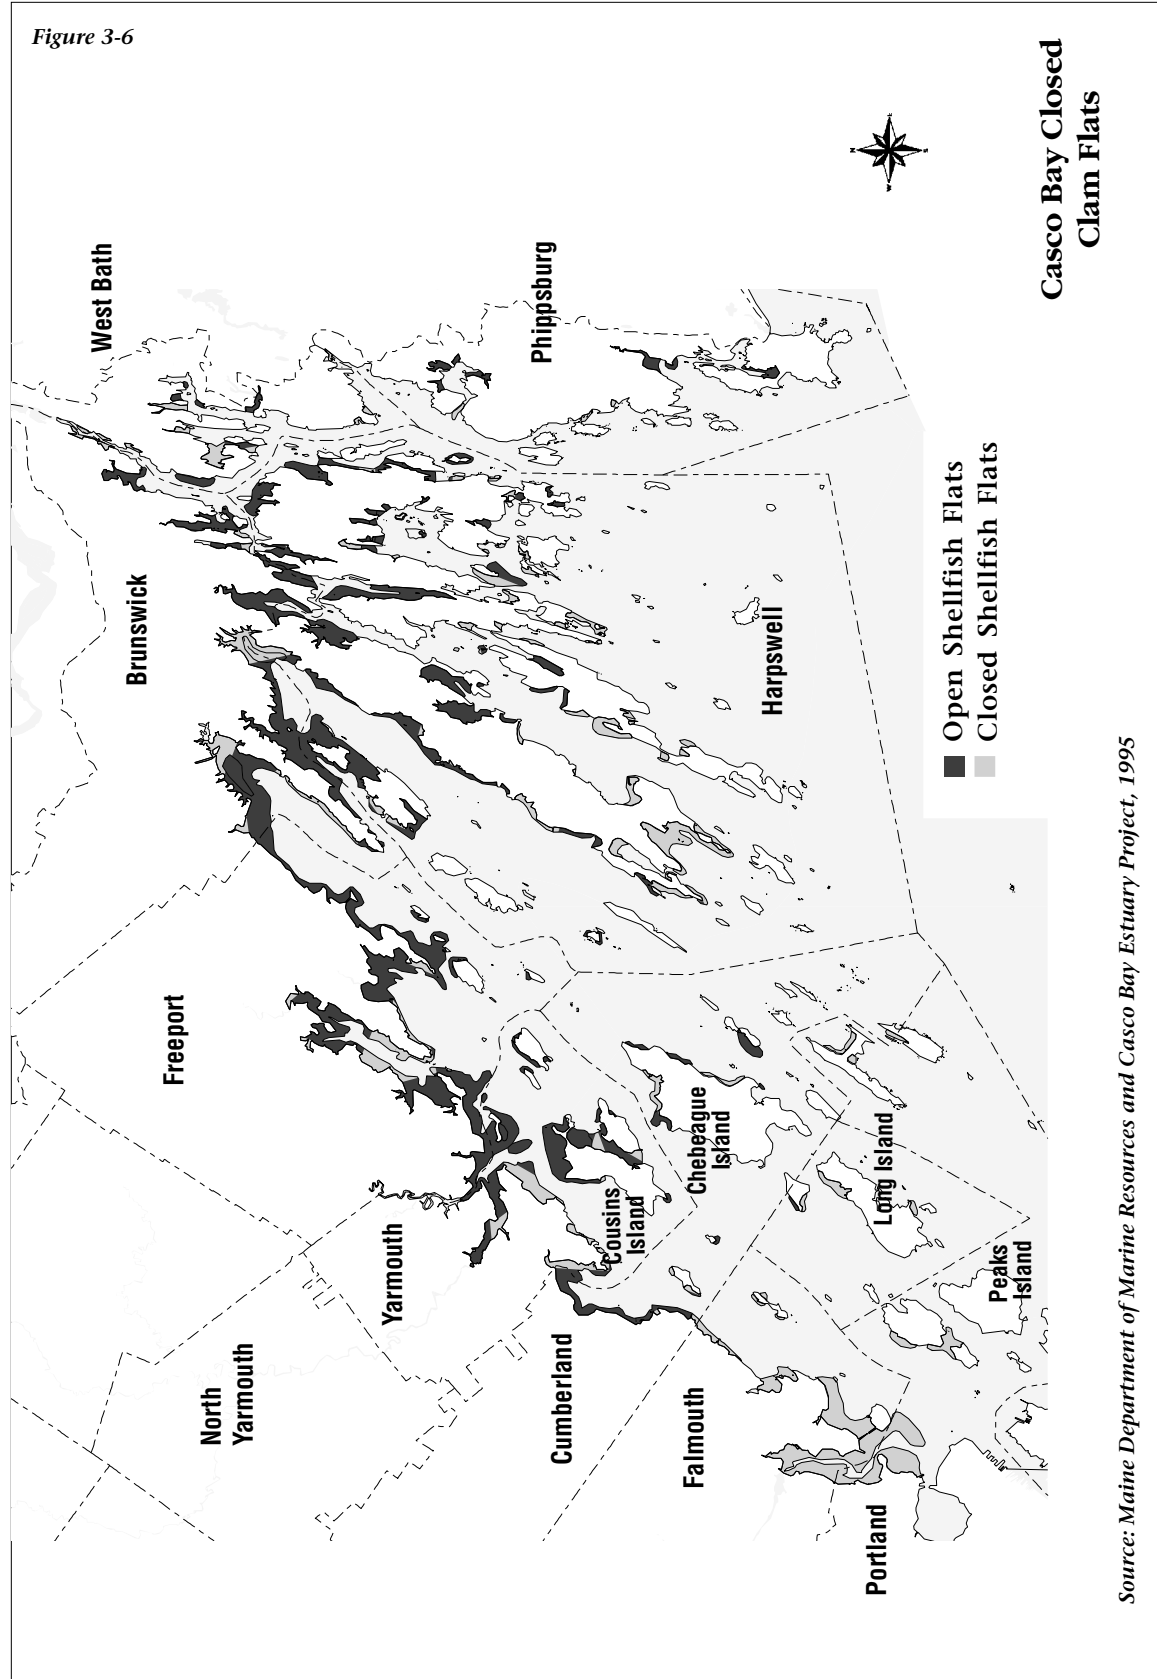 Figure 3-6
Casco Bay Closed
Clam Flats
N
E
S
W
West Bath
Phippsburg
Brunswick
Harpswell
Freeport
Yarmouth
North
Yarmouth
Cumberland
Falmouth
Portland
Cousins
Island
Chebeague
Island
Long Island
Peaks
Island
Open Shellfish Flats
Closed Shellfish Flats
Source: Maine Department of Marine Resources and Casco Bay Estuary Project, 1995